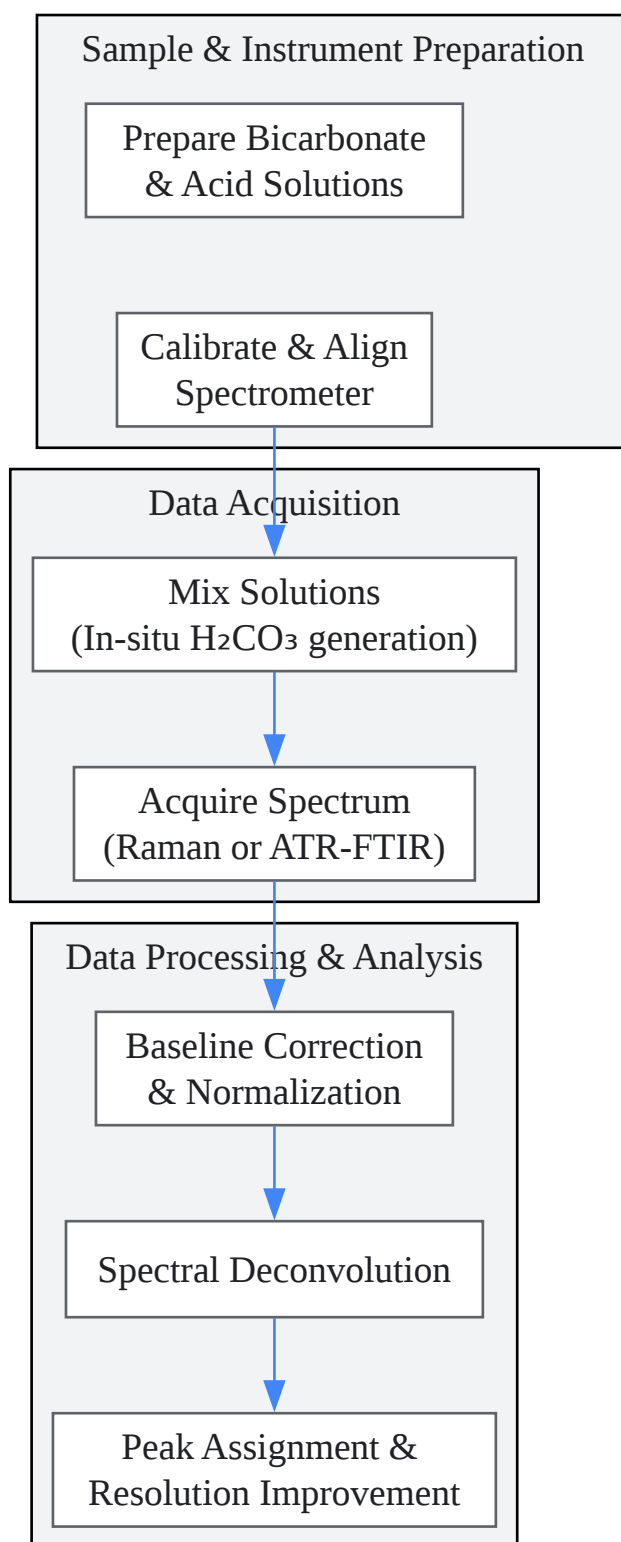 Sample & Instrument Preparation
Prepare Bicarbonate
& Acid Solutions
Calibrate & Align
Spectrometer
Data Acquisition
Mix Solutions
(In-situ H₂CO₃ generation)
Acquire Spectrum
(Raman or ATR-FTIR)
Data Processing & Analysis
Baseline Correction
& Normalization
Spectral Deconvolution
Peak Assignment &
Resolution Improvement